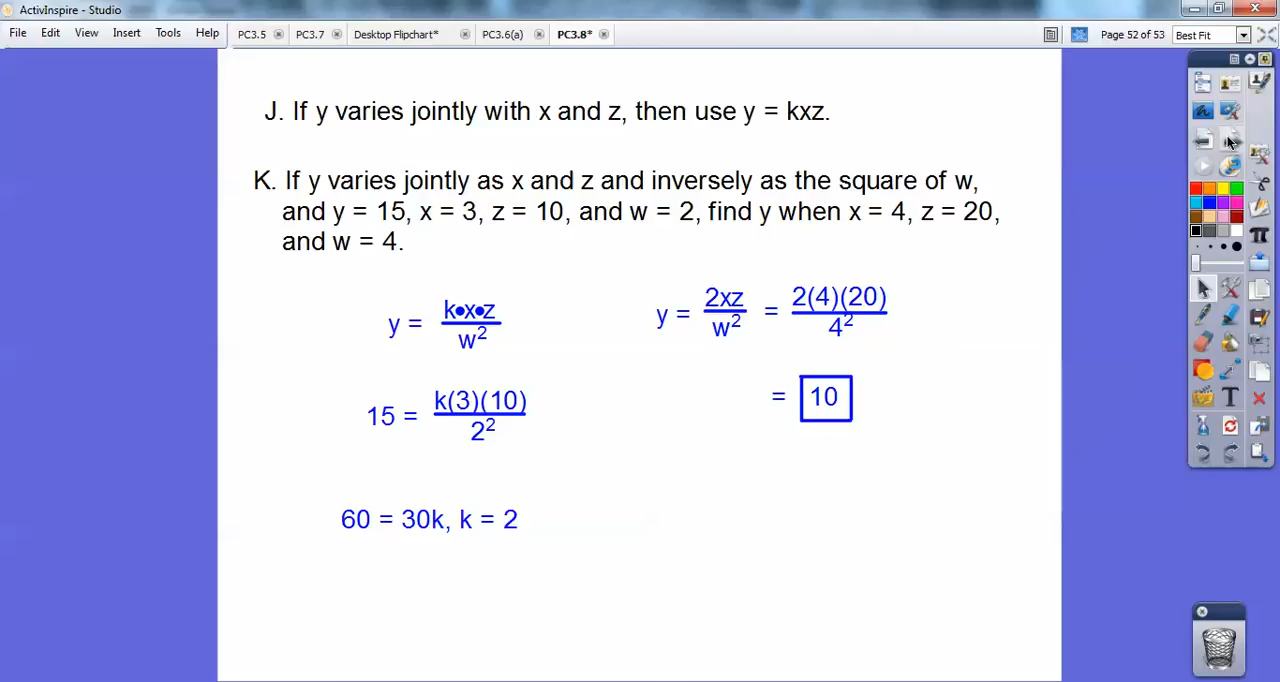 ActivInspire - Studio
File Edit View Insert Tools Help PC3.5 PC3.7 Desktop Flipchart* PC3.6(a) PC3.8* Page 52 of 53 Best Fit
J. If y varies jointly with x and z, then use y = kxz.
K. If y varies jointly as x and z and inversely as the square of w,
and y = 15, x = 3, z = 10, and w = 2, find y when x = 4, z = 20,
and w = 4.
y = k•x•z / w²
15 = k(3)(10) / 2²
60 = 30k, k = 2
y = 2xz / w² = 2(4)(20) / 4²
= 10